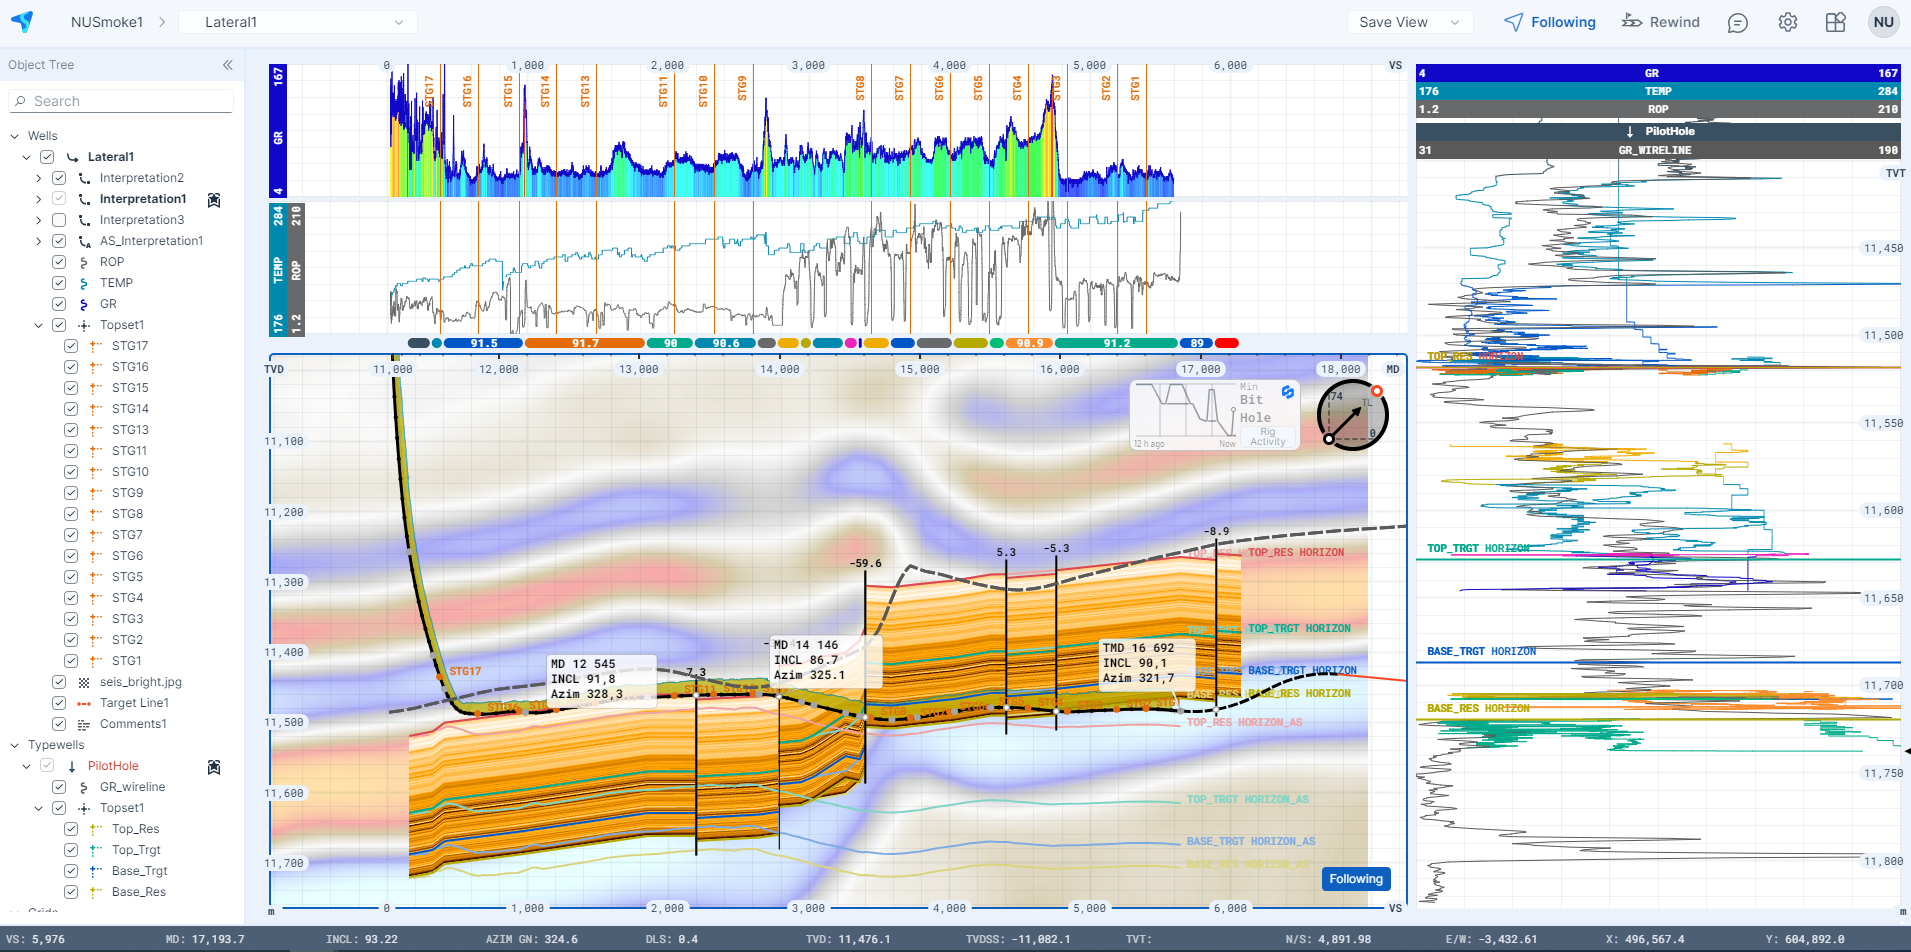 NUSmoke1
Lateral1
Save View
Following
Rewind
NU
Object Tree
Search
Wells
Lateral1
Interpretation2
Interpretation1
Interpretation3
AS_Interpretation1
ROP
TEMP
GR
Topset1
STG17
STG16
STG15
STG14
STG13
STG11
STG10
STG9
STG8
STG7
STG6
STG5
STG4
STG3
STG2
STG1
seis_bright.jpg
Target Line1
Comments1
Typewells
PilotHole
GR_wireline
Topset1
Top_Res
Top_Trgt
Base_Trgt
Base_Res
0 1,000 2,000 3,000 4,000 5,000 6,000 VS
167 GR 4
STG17 STG16 STG15 STG14 STG13 STG11 STG10 STG9 STG8 STG7 STG6 STG5 STG4 STG3 STG2 STG1
284 TEMP 176
210 ROP 1.2
91.5 91.7 90 90.6 90.9 91.2 89
TVD 11,000 12,000 13,000 14,000 15,000 16,000 17,000 18,000 MD
Min
Bit
Hole
Rig
Activity
12 h ago Now
74
TL
0
11,100
11,200
11,300
11,400
11,500
11,600
11,700
-59.6
5.3
-5.3
-8.9
7.3
TOP_RES HORIZON
TOP_TRGT HORIZON
BASE_TRGT HORIZON
BASE_RES HORIZON
MD 12 545
INCL 91,8
Azim 328,3
MD 14 146
INCL 86.7
Azim 325.1
TMD 16 692
INCL 90,1
Azim 321,7
STG17
STG16
STG11
STG8
TOP_RES HORIZON_AS
TOP_TRGT HORIZON_AS
BASE_TRGT HORIZON_AS
BASE_RES HORIZON_AS
Following
m 0 1,000 2,000 3,000 4,000 5,000 6,000 VS
4 GR 167
176 TEMP 284
1.2 ROP 210
PilotHole
31 GR_WIRELINE 190
TVT
11,450
11,500
TOP_RES HORIZON
11,550
11,600
TOP_TRGT HORIZON
11,650
BASE_TRGT HORIZON
11,700
BASE_RES HORIZON
11,750
11,800
m
VS: 5,976 MD: 17,193.7 INCL: 93.22 AZIM GN: 324.6 DLS: 0.4 TVD: 11,476.1 TVDSS: -11,082.1 TVT: N/S: 4,891.98 E/W: -3,432.61 X: 496,567.4 Y: 604,892.0